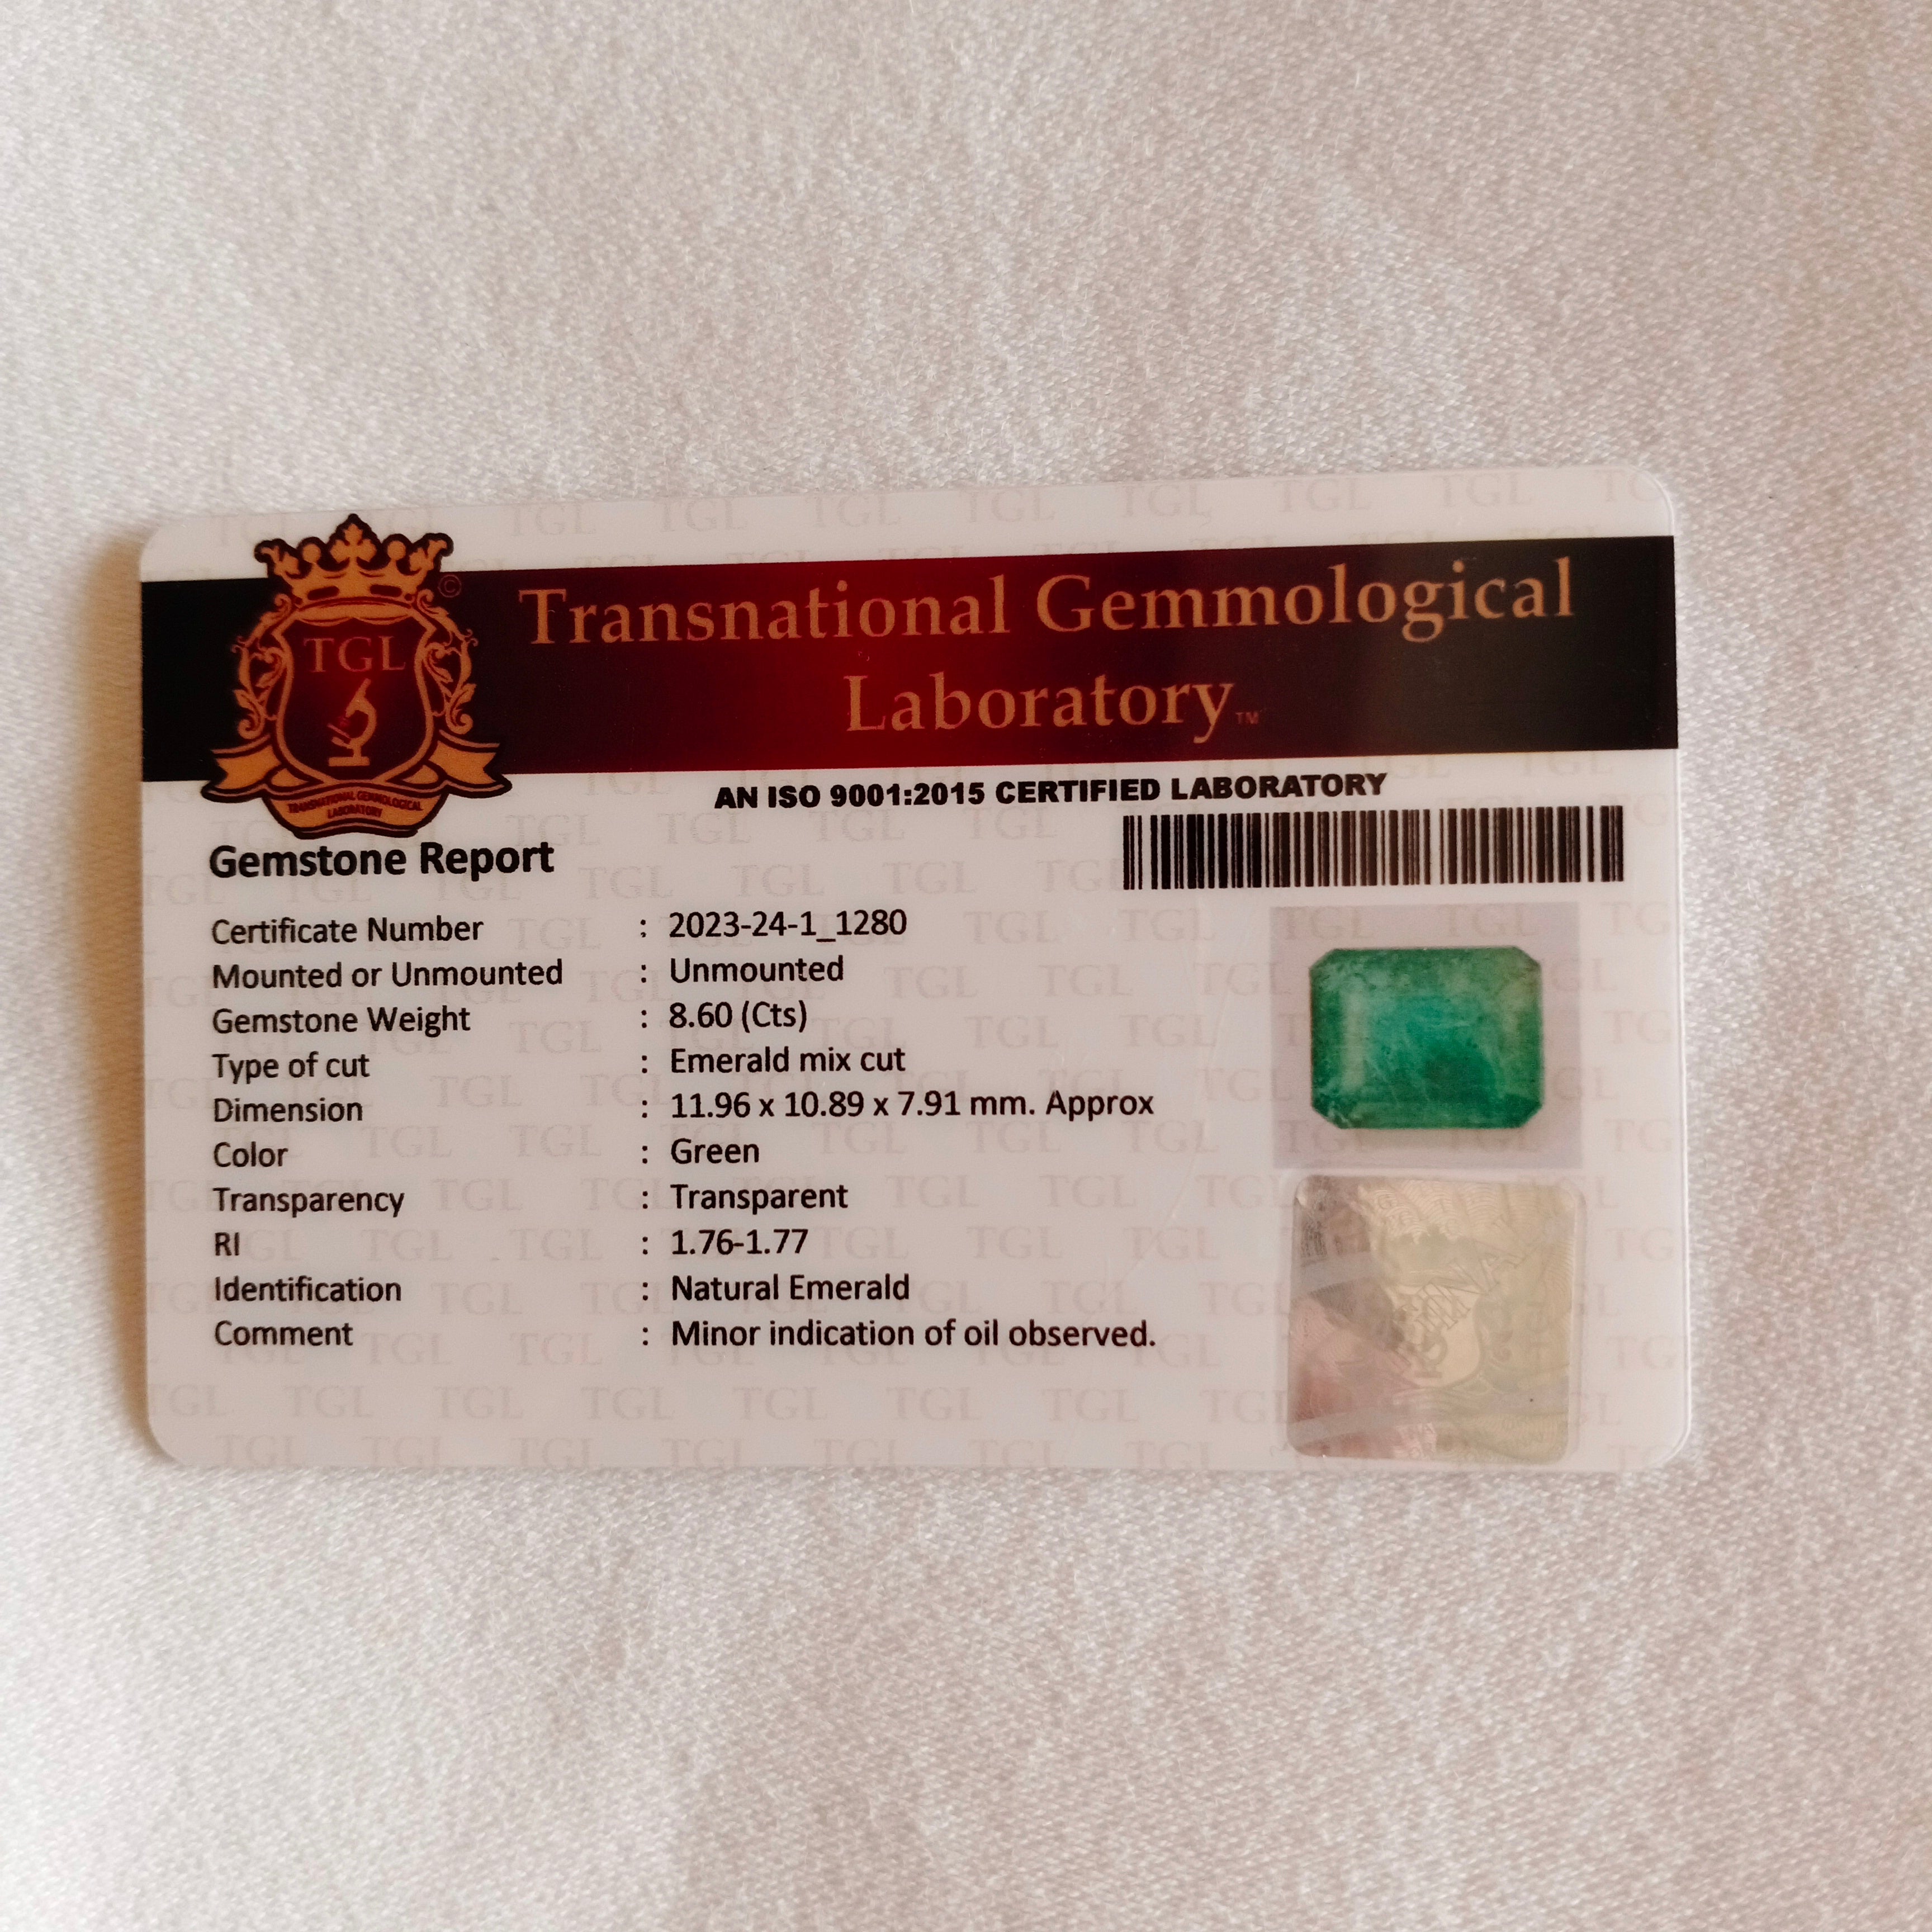 TGL
©
TRANSNATIONAL GEMMOLOGICAL
LABORATORY
Transnational Gemmological
Laboratory™
AN ISO 9001:2015 CERTIFIED LABORATORY
Gemstone Report
Certificate Number : 2023-24-1_1280
Mounted or Unmounted : Unmounted
Gemstone Weight : 8.60 (Cts)
Type of cut : Emerald mix cut
Dimension : 11.96 x 10.89 x 7.91 mm. Approx
Color : Green
Transparency : Transparent
RI : 1.76-1.77
Identification : Natural Emerald
Comment : Minor indication of oil observed.